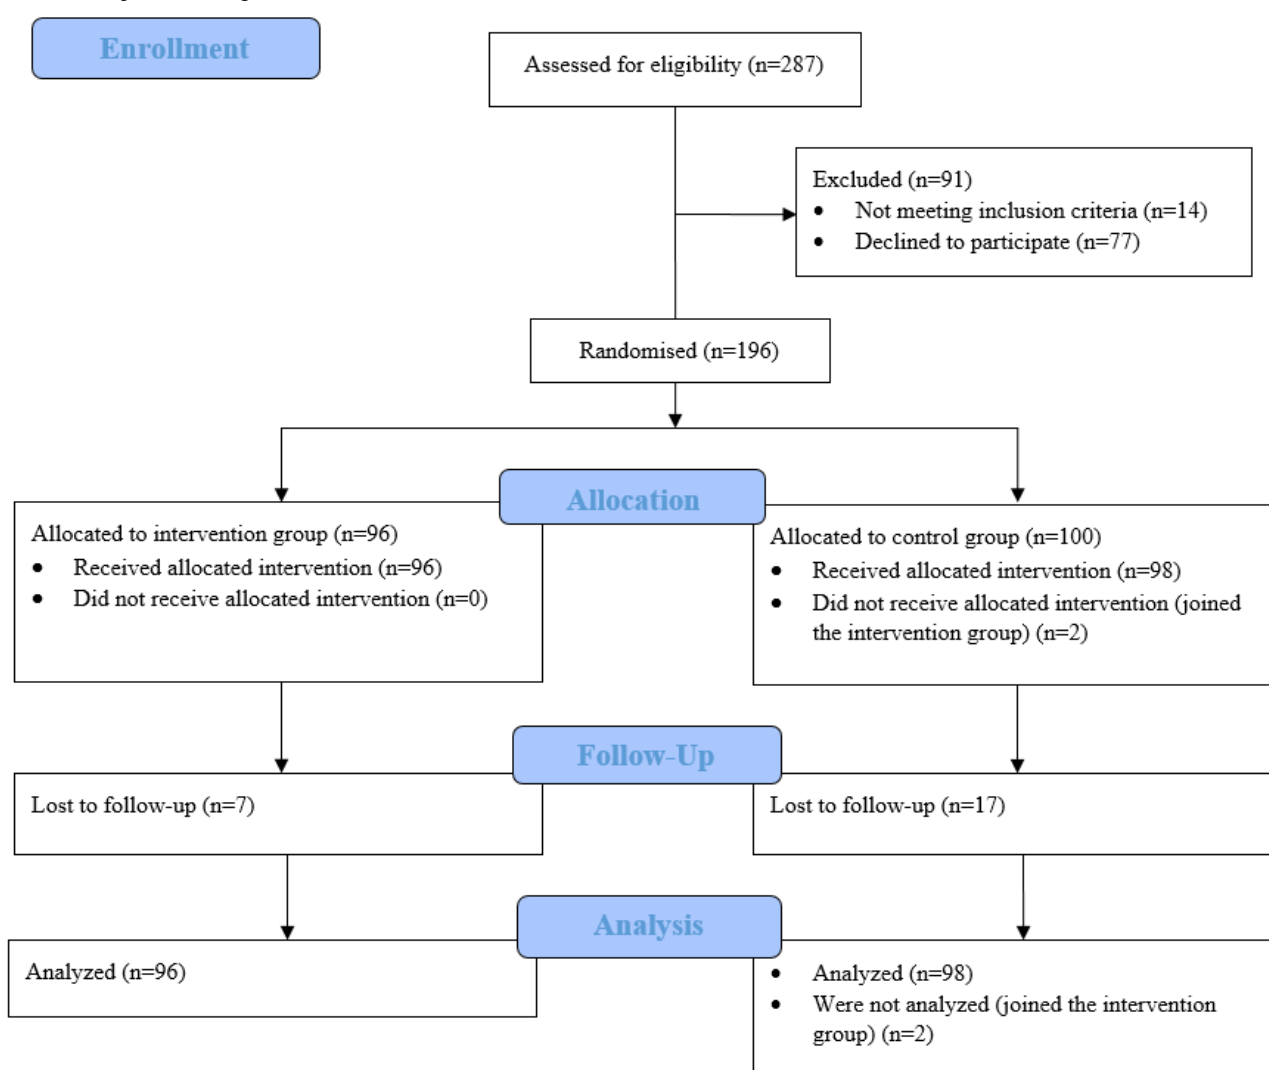 Enrollment
Assessed for eligibility (n=287)
Excluded (n=91)
• Not meeting inclusion criteria (n=14)
• Declined to participate (n=77)
Randomised (n=196)
Allocation
Allocated to intervention group (n=96)
• Received allocated intervention (n=96)
• Did not receive allocated intervention (n=0)
Allocated to control group (n=100)
• Received allocated intervention (n=98)
• Did not receive allocated intervention (joined
the intervention group) (n=2)
Follow-Up
Lost to follow-up (n=7)
Lost to follow-up (n=17)
Analysis
Analyzed (n=96)
• Analyzed (n=98)
• Were not analyzed (joined the intervention
group) (n=2)